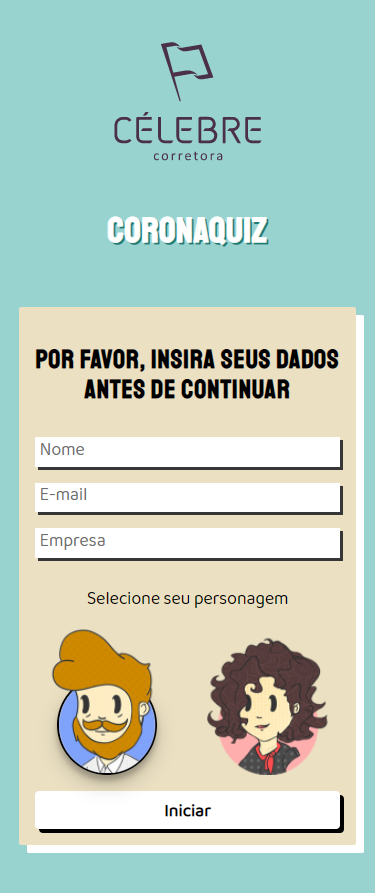 CÉLEBRE
corretora
CORONAQUIZ
POR FAVOR, INSIRA SEUS DADOS
ANTES DE CONTINUAR
Nome
E-mail
Empresa
Selecione seu personagem
Iniciar